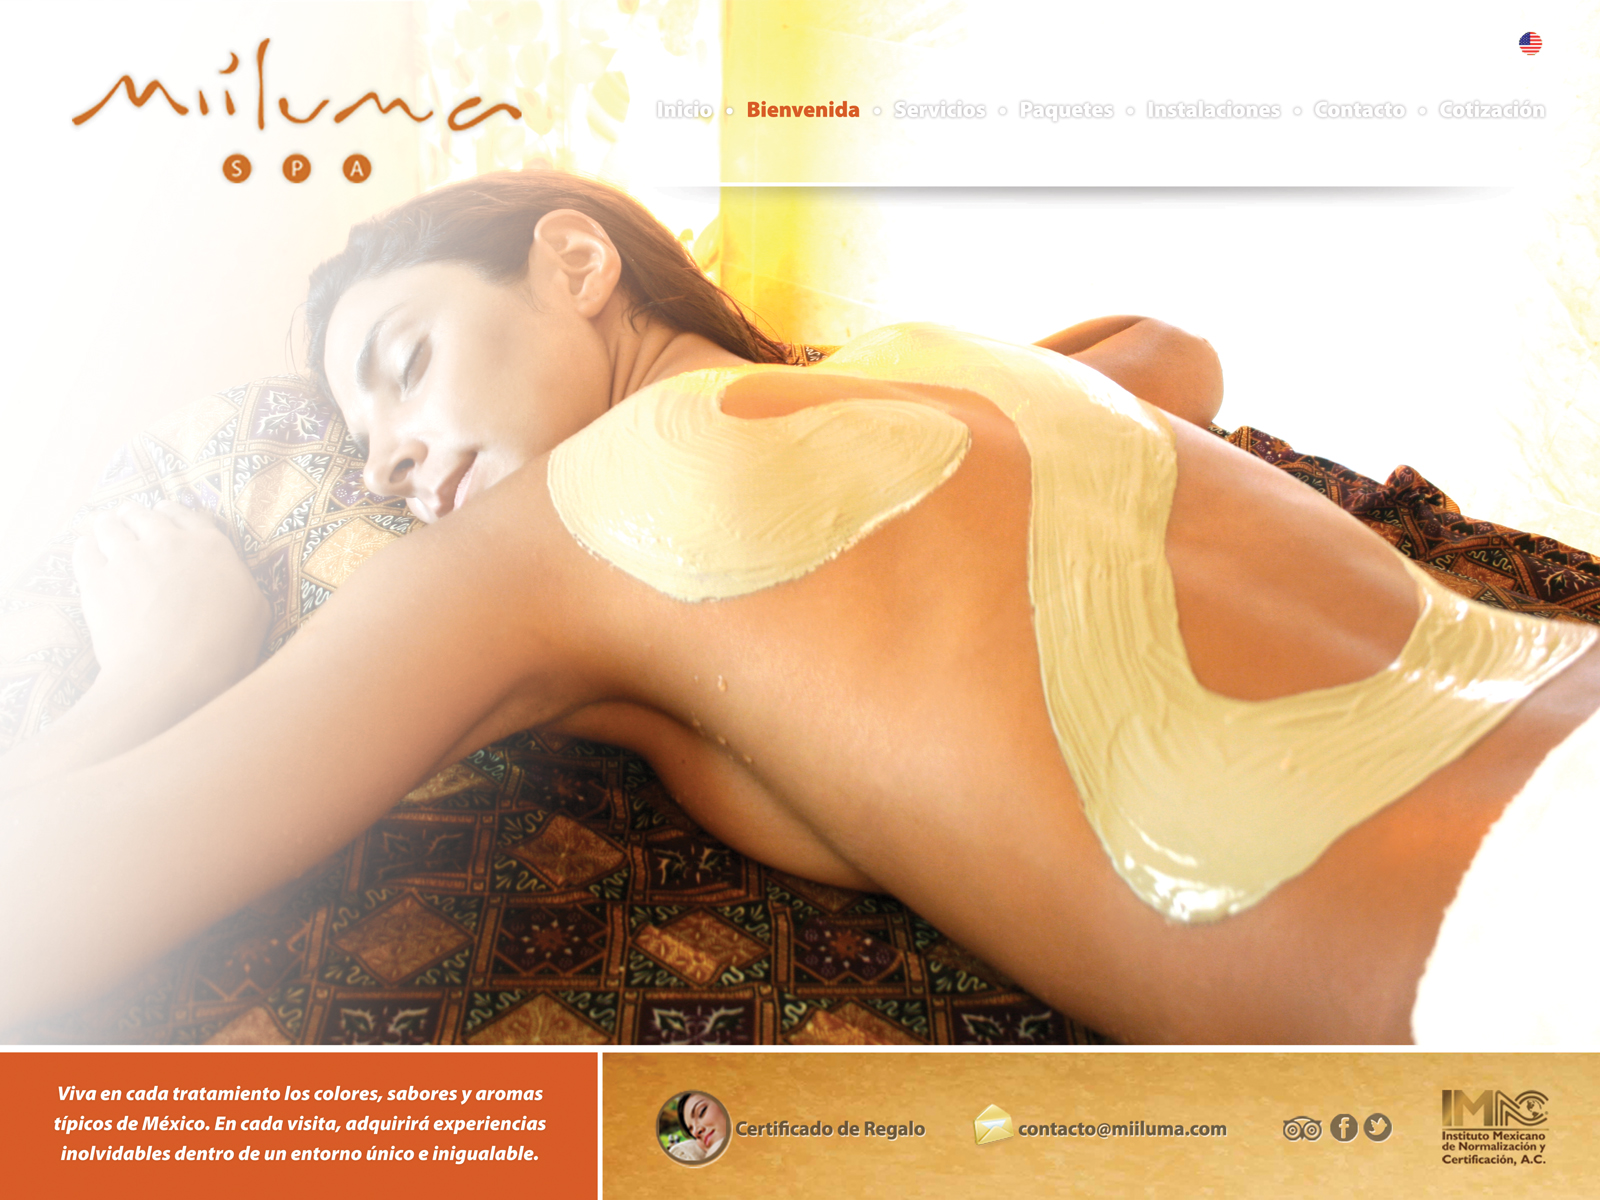 miiluma
SPA
Inicio • Bienvenida • Servicios • Paquetes • Instalaciones • Contacto • Cotización
Viva en cada tratamiento los colores, sabores y aromas
típicos de México. En cada visita, adquirirá experiencias
inolvidables dentro de un entorno único e inigualable.
Certificado de Regalo
contacto@miiluma.com
IMNC
Instituto Mexicano
de Normalización y
Certificación, A.C.